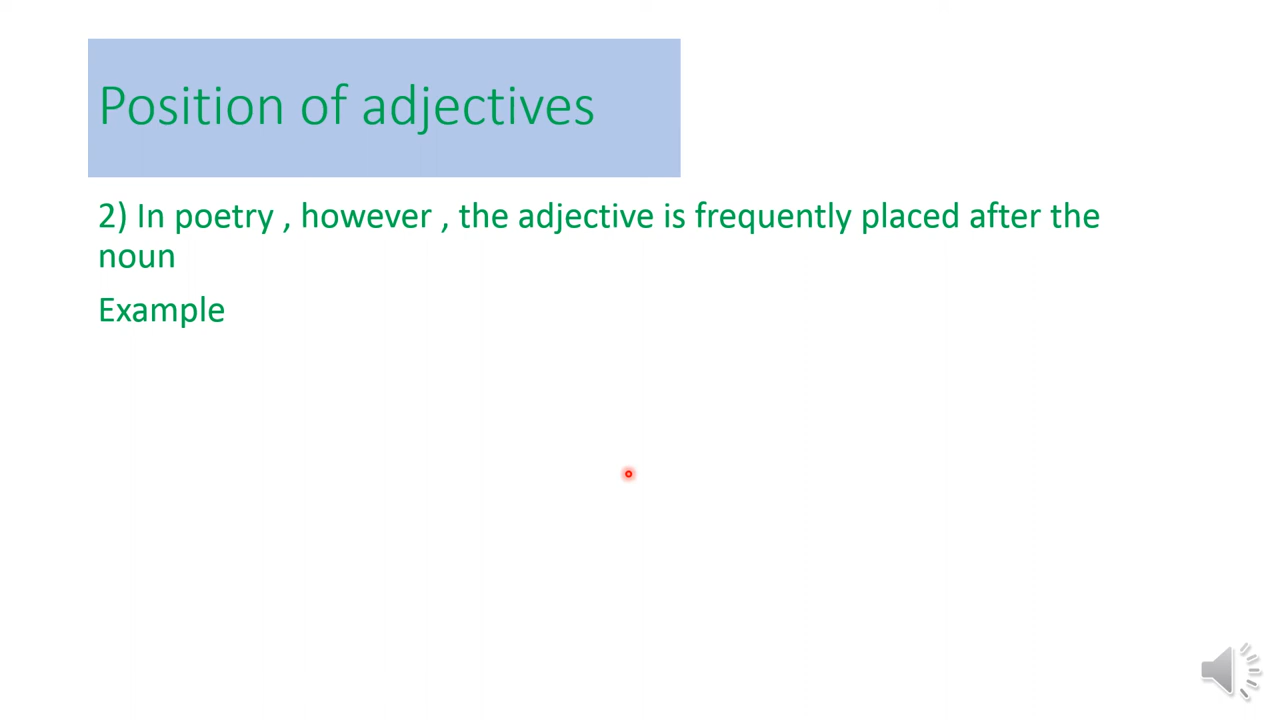 Position of adjectives
2) In poetry , however , the adjective is frequently placed after the
noun
Example